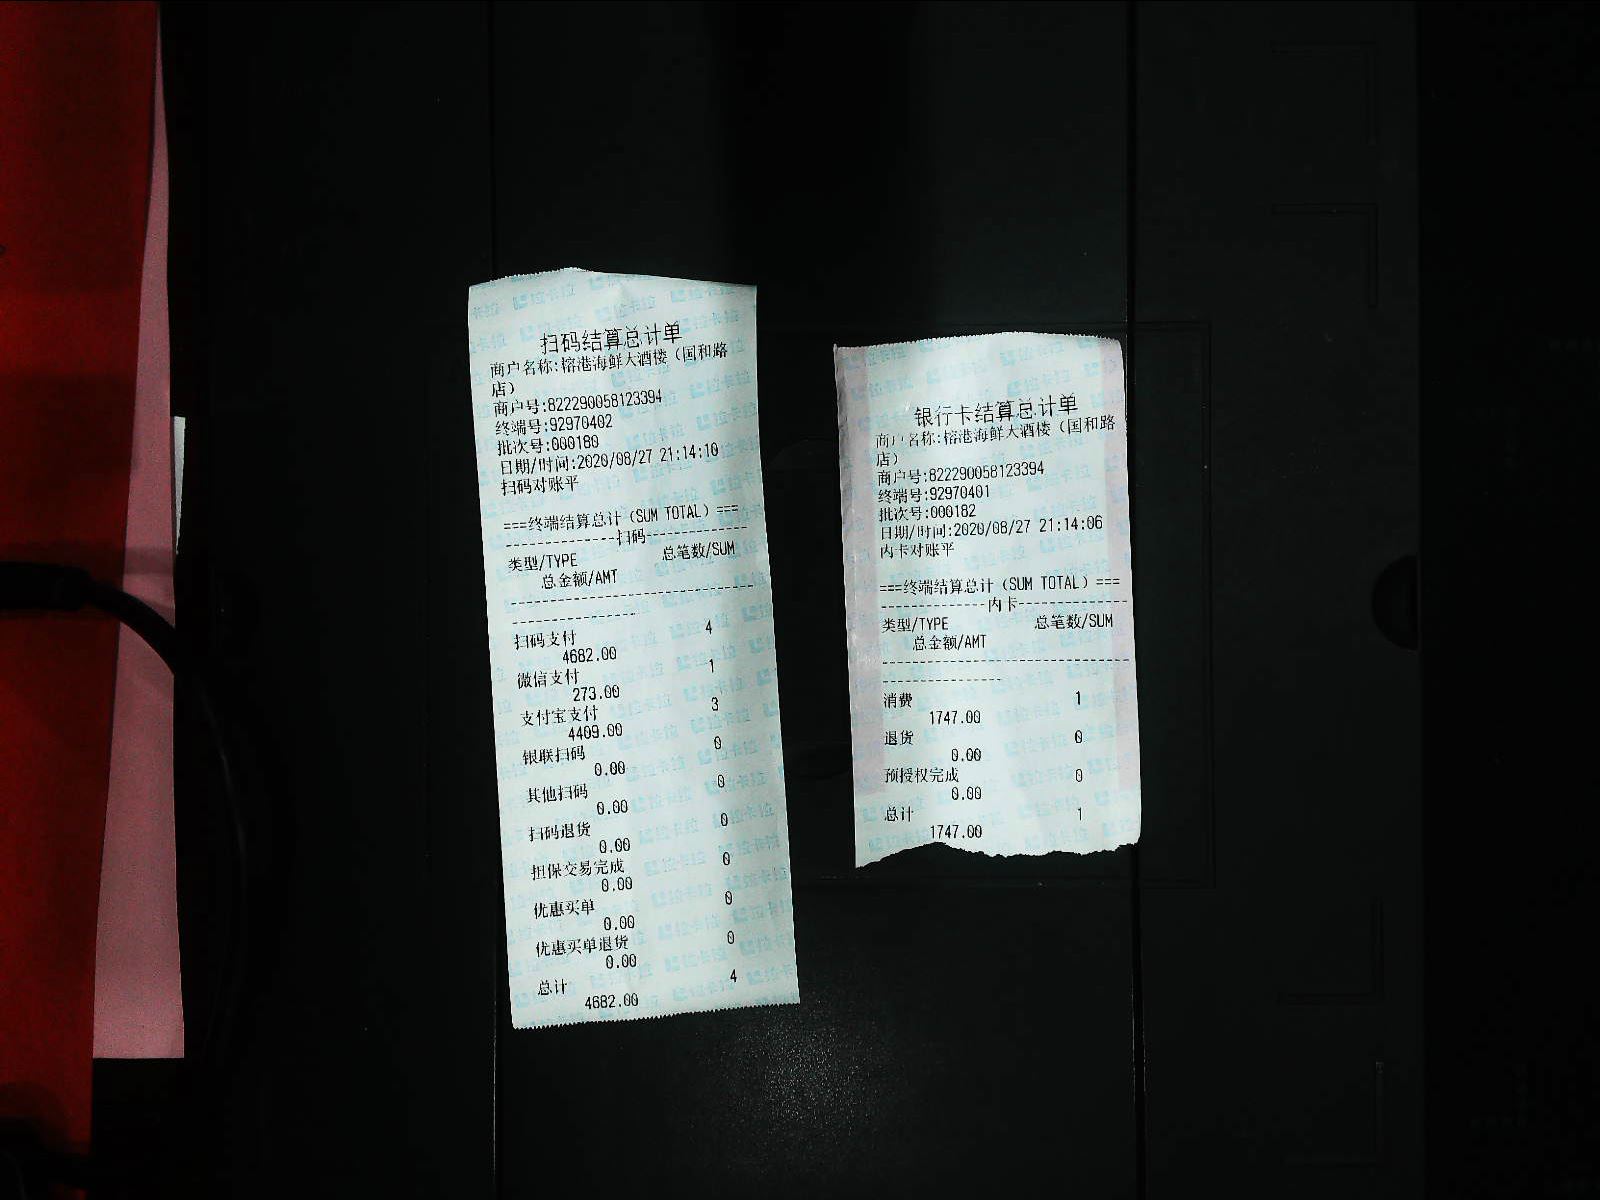 扫码结算总计单
商户名称:榕港海鲜大酒楼（国和路
店）
商户号:822290058123394
终端号:92970402
批次号:000180
日期/时间:2020/08/27 21:14:10
扫码对账平
===终端结算总计（SUM TOTAL）===
---------------扫码---------------
类型/TYPE 总笔数/SUM
总金额/AMT
扫码支付 4
4682.00
微信支付 1
273.00
支付宝支付 3
4409.00
银联扫码 0
0.00
其他扫码 0
0.00
扫码退货 0
0.00
担保交易完成 0
0.00
优惠买单 0
0.00
优惠买单退货 0
0.00
总计 4
4682.00
银行卡结算总计单
商户名称:榕港海鲜大酒楼（国和路
店）
商户号:822290058123394
终端号:92970401
批次号:000182
日期/时间:2020/08/27 21:14:06
内卡对账平
===终端结算总计（SUM TOTAL）===
---------------内卡---------------
类型/TYPE 总笔数/SUM
总金额/AMT
消费 1
1747.00
退货 0
0.00
预授权完成 0
0.00
总计 1
1747.00